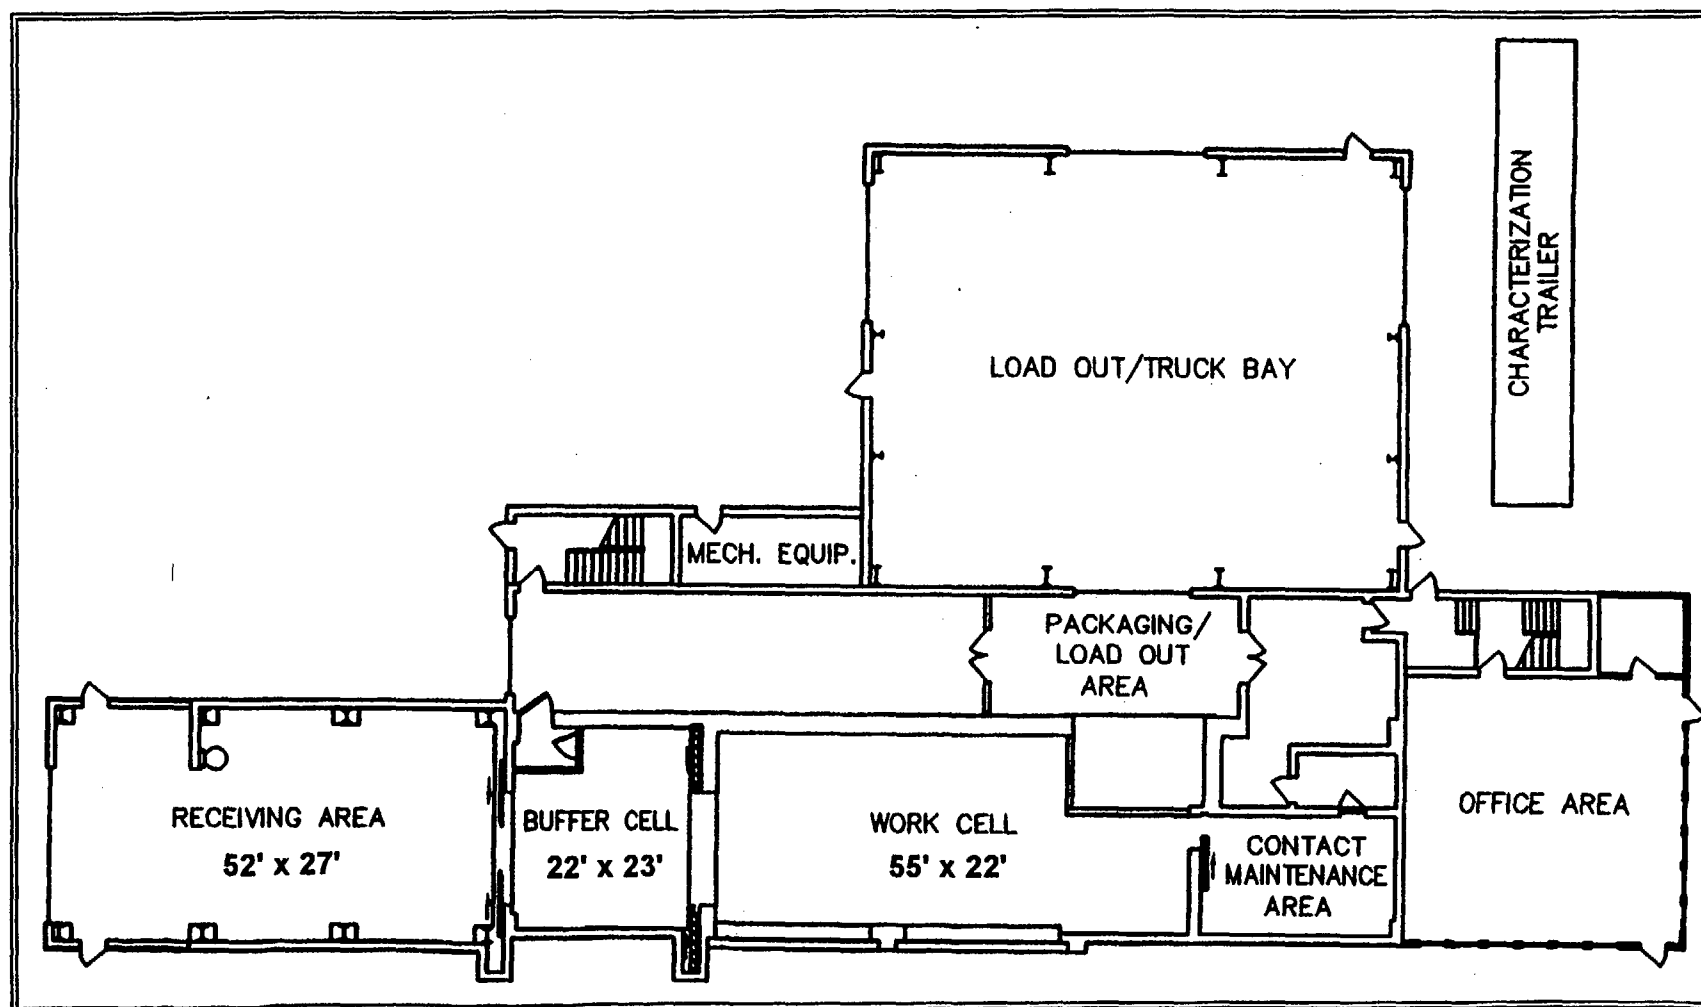 CHARACTERIZATION
TRAILER
LOAD OUT/TRUCK BAY
MECH. EQUIP.
PACKAGING/
LOAD OUT
AREA
RECEIVING AREA
52' x 27'
BUFFER CELL
22' x 23'
WORK CELL
55' x 22'
CONTACT
MAINTENANCE
AREA
OFFICE AREA